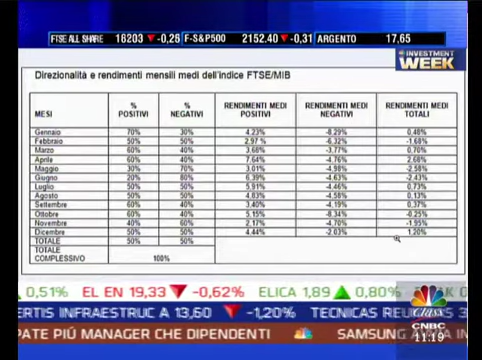 FTSE ALL SHARE 16203 -0,26 F-S&P500 2152.40 -0,31 ARGENTO 17.65
INVESTMENT
WEEK
Direzionalità e rendimenti mensili medi dell'indice FTSE/MIB
MESI % POSITIVI % NEGATIVI RENDIMENTI MEDI POSITIVI RENDIMENTI MEDI NEGATIVI RENDIMENTI MEDI TOTALI
Gennaio 70% 30% 4,23% -8,29% 0,48%
Febbraio 50% 50% 2,97 % -6,32% -1,68%
Marzo 60% 40% 3,68% -3,77% 0,70%
Aprile 60% 40% 7,64% -4,76% 2,68%
Maggio 30% 70% 3,01% -4,98% -2,58%
Giugno 20% 80% 6,39% -4,63% -2,43%
Luglio 50% 50% 5,91% -4,46% 0,73%
Agosto 50% 50% 4,83% -4,58% 0,13%
Settembre 60% 40% 3,40% -4,19% 0,37%
Ottobre 60% 40% 5,15% -8,34% -0,25%
Novembre 40% 60% 2,17% -4,70% -1,95%
Dicembre 50% 50% 4,44% -2,03% 1,20%
TOTALE 50% 50%
TOTALE COMPLESSIVO 100%
0,51% EL EN 19,33 -0,62% ELICA 1,89 0,80%
INFRASTRUC A 13,60 -1,20% TECNICAS
PATE PIÚ MANAGER CHE DIPENDENTI SAMSUNG
Class
CNBC
11:19